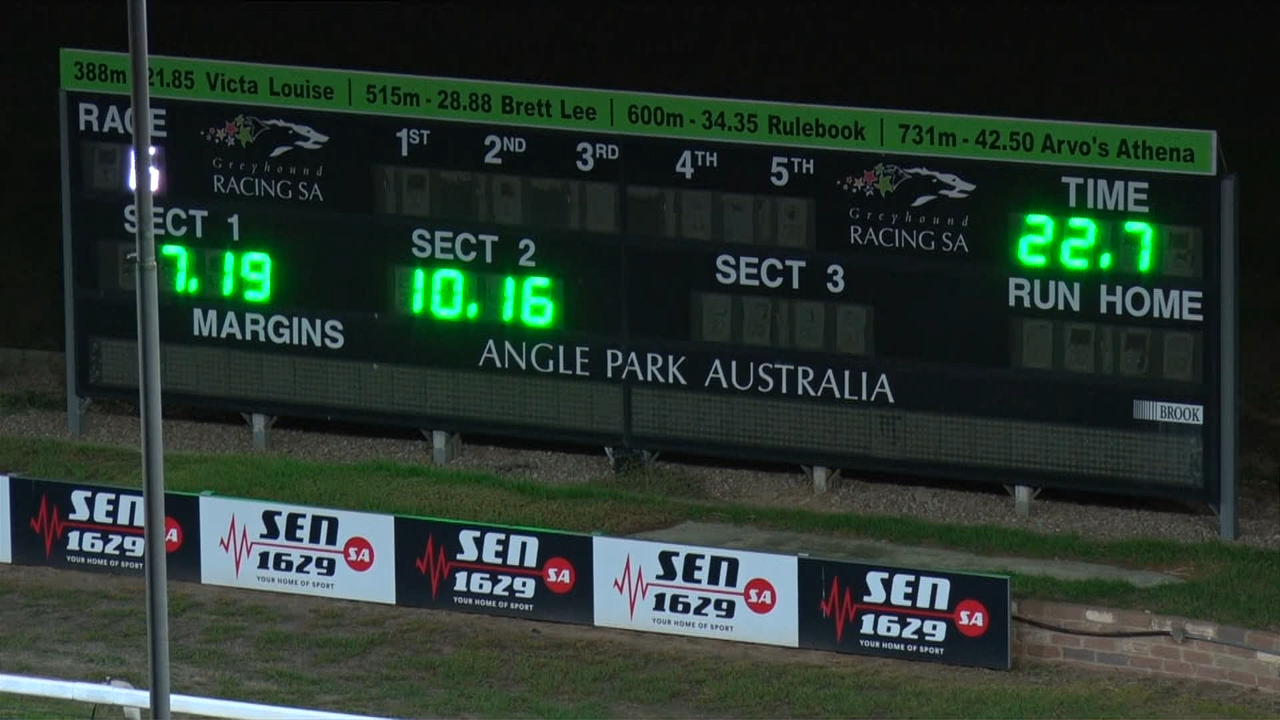 388m 21.85 Victa Louise | 515m - 28.88 Brett Lee | 600m - 34.35 Rulebook | 731m - 42.50 Arvo's Athena
RACE
1ST 2ND 3RD 4TH 5TH
Greyhound
RACING SA
Greyhound
RACING SA
TIME
22.7
SECT 1
7.19
SECT 2
10.16
SECT 3
RUN HOME
MARGINS
ANGLE PARK AUSTRALIA
BROOK
SEN
1629
A
YOUR HOME OF SPORT
SEN
1629
SA
YOUR HOME OF SPORT
SEN
1629
SA
YOUR HOME OF SPORT
SEN
1629
SA
YOUR HOME OF SPORT
SEN
1629
SA
YOUR HOME OF SPORT